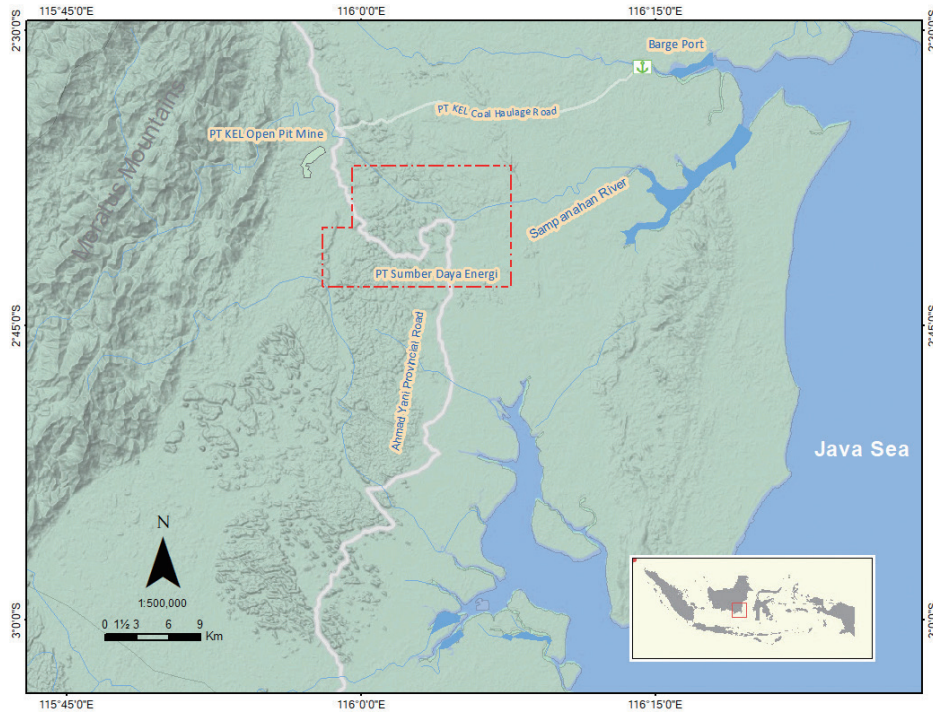 115°45'0"E 116°0'0"E 116°15'0"E
2°30'0"S
2°30'0"S
Barge Port
PT KEL Coal Haulage Road
PT KEL Open Pit Mine
Meratus Mountains
Sampanahan River
PT Sumber Daya Energi
2°45'0"S
2°45'0"S
Ahmad Yani Provincial Road
Java Sea
N
1:500,000
0 1½ 3 6 9
Km
3°0'0"S
3°0'0"S
115°45'0"E 116°0'0"E 116°15'0"E